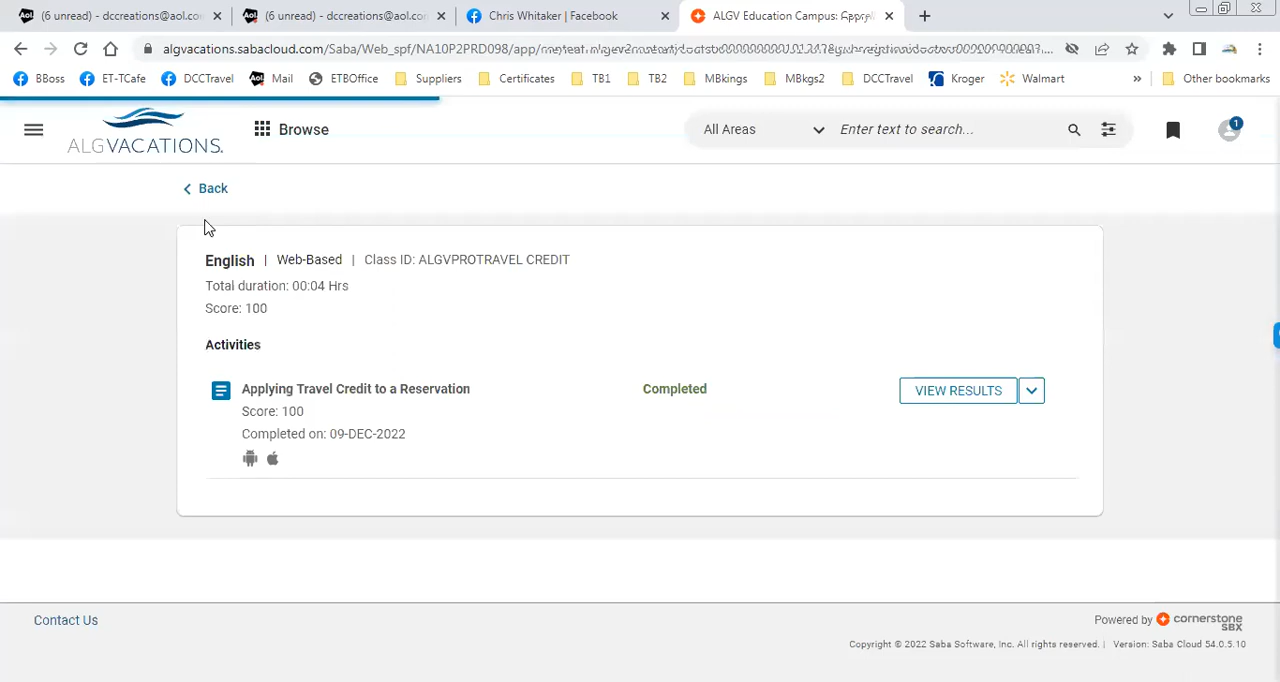 (6 unread) - dccreations@aol.co
(6 unread) - dccreations@aol.co
Chris Whitaker | Facebook
ALGV Education Campus:
algvacations.sabacloud.com/Saba/Web_spf/NA10P2PRD098/app/me
BBoss
ET-TCafe
DCCTravel
Aol. Mail
ETBOffice
Suppliers
Certificates
TB1
TB2
MBkings
MBkgs2
DCCTravel
Kroger
Walmart
»
Other bookmarks
ALGVACATIONS.
Browse
All Areas
Enter text to search...
1
Back
English | Web-Based | Class ID: ALGVPROTRAVEL CREDIT
Total duration: 00:04 Hrs
Score: 100
Activities
Applying Travel Credit to a Reservation
Completed
VIEW RESULTS
Score: 100
Completed on: 09-DEC-2022
Contact Us
Powered by cornerstone
SBX
Copyright © 2022 Saba Software, Inc. All rights reserved. | Version: Saba Cloud 54.0.5.10